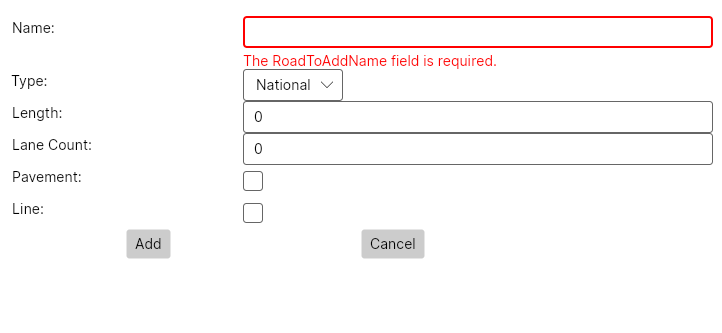 Name:
The RoadToAddName field is required.
Type: National
Length: 0
Lane Count: 0
Pavement:
Line:
Add Cancel